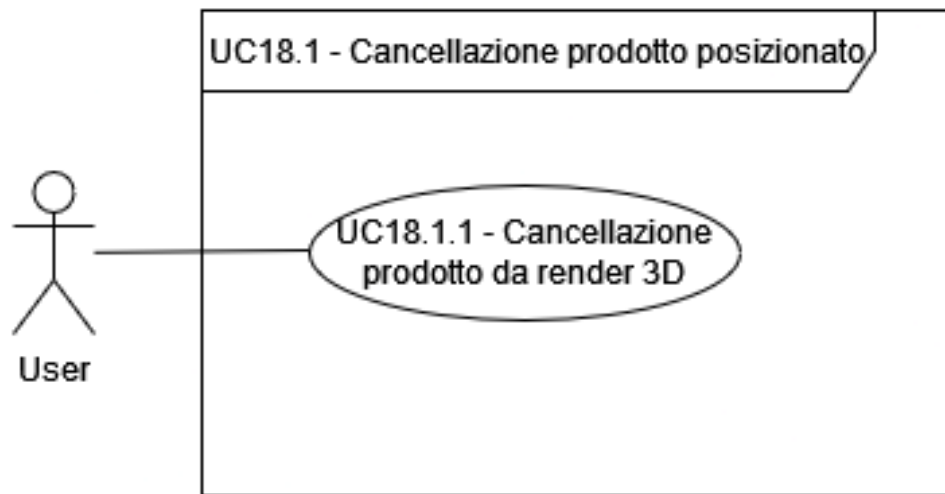 UC18.1 - Cancellazione prodotto posizionato
UC18.1.1 - Cancellazione
prodotto da render 3D
User